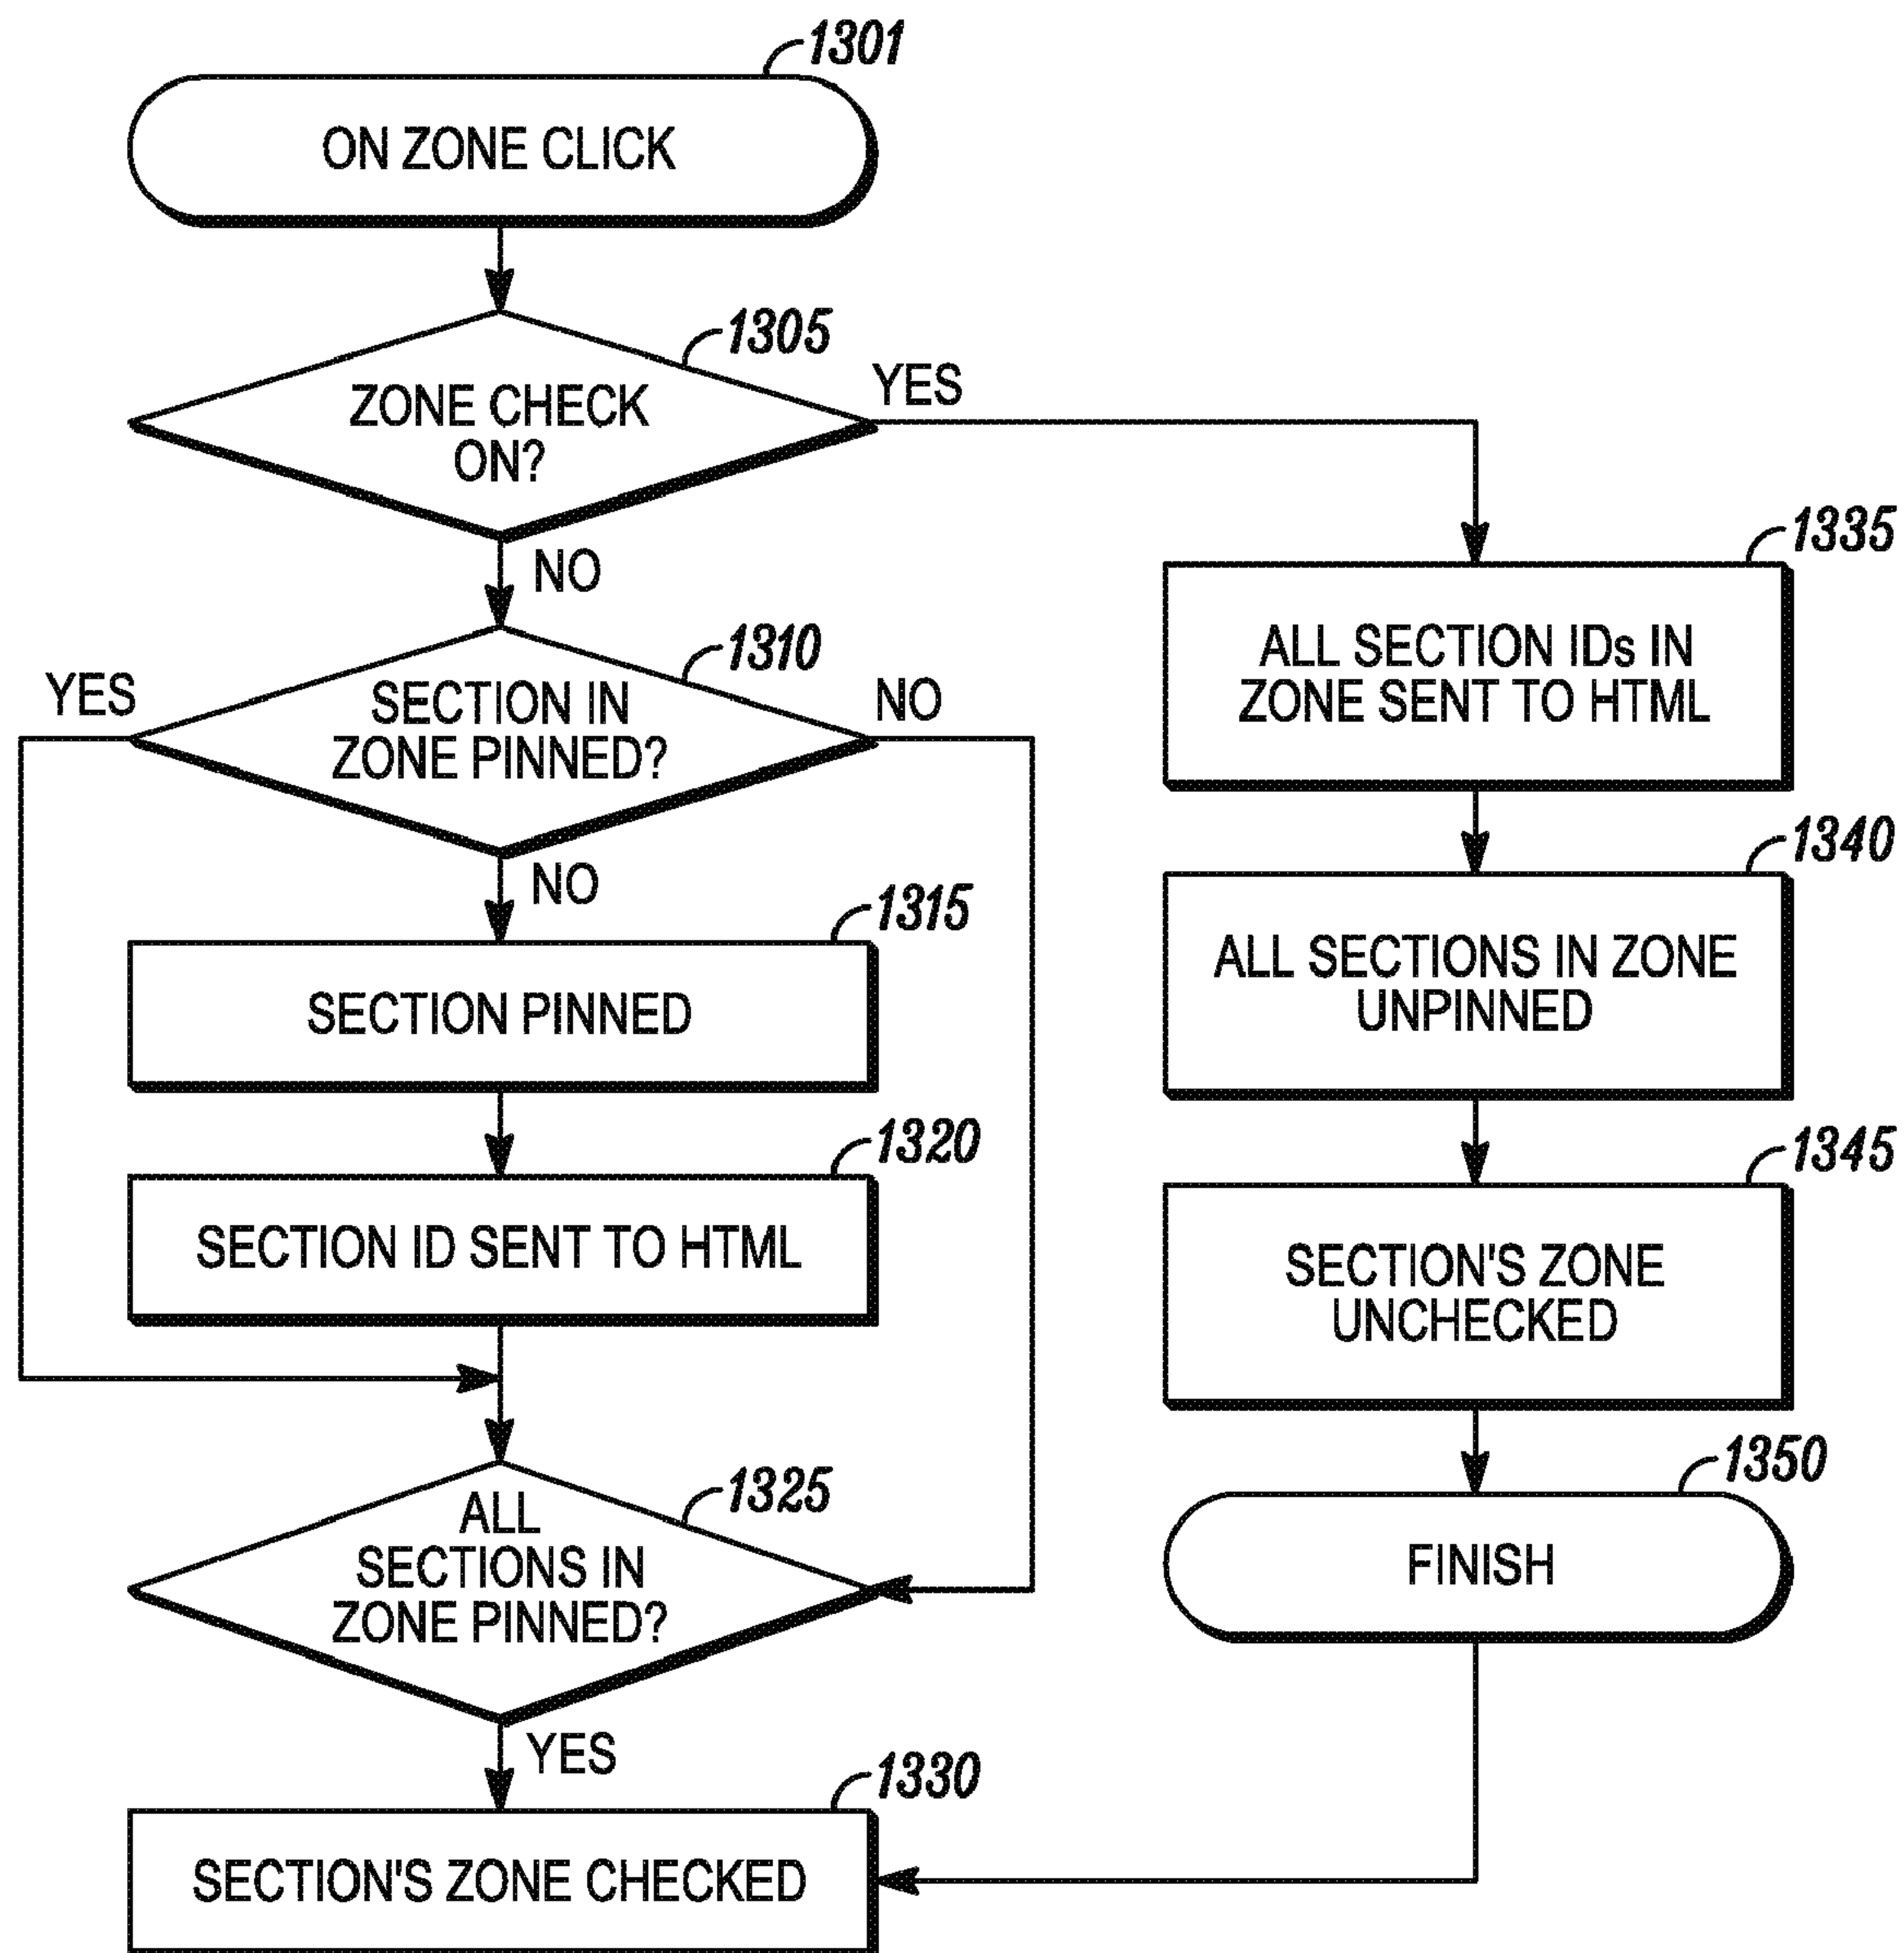 1301
ON ZONE CLICK
1305
ZONE CHECK
ON?
YES
NO
1310
SECTION IN
ZONE PINNED?
YES
NO
NO
1315
SECTION PINNED
1320
SECTION ID SENT TO HTML
1325
ALL
SECTIONS IN
ZONE PINNED?
YES
1330
SECTION'S ZONE CHECKED
1335
ALL SECTION IDs IN
ZONE SENT TO HTML
1340
ALL SECTIONS IN ZONE
UNPINNED
1345
SECTION'S ZONE
UNCHECKED
1350
FINISH